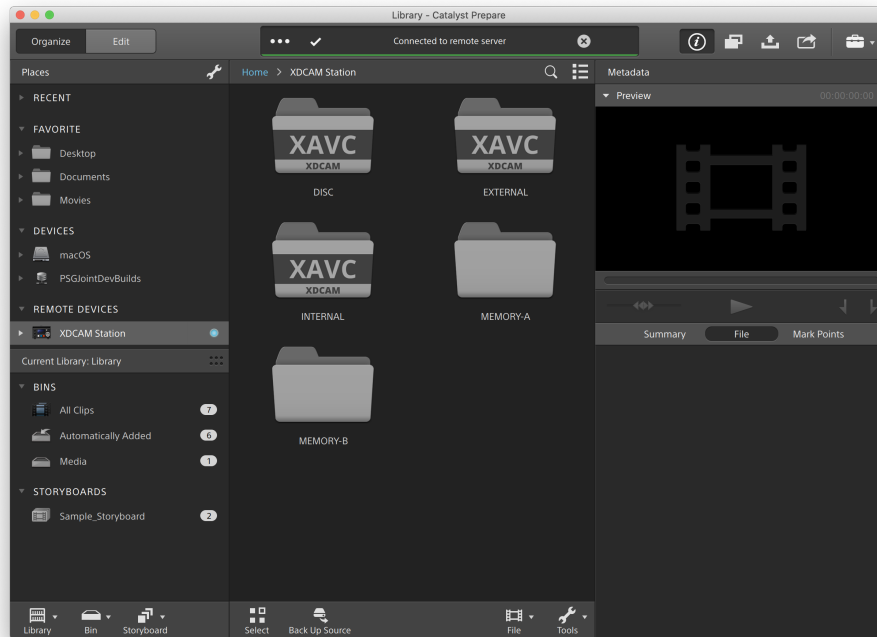 Library - Catalyst Prepare
Organize
Edit
Connected to remote server
Places
Home > XDCAM Station
Metadata
RECENT
FAVORITE
Desktop
Documents
Movies
DEVICES
macOS
PSGJointDevBuilds
REMOTE DEVICES
XDCAM Station
Current Library: Library
BINS
All Clips 7
Automatically Added 6
Media 1
STORYBOARDS
Sample_Storyboard 2
XAVC
XDCAM
DISC
XAVC
XDCAM
EXTERNAL
XAVC
XDCAM
INTERNAL
MEMORY-A
MEMORY-B
Preview
00:00:00:00
Summary
File
Mark Points
Library
Bin
Storyboard
Select
Back Up Source
File
Tools